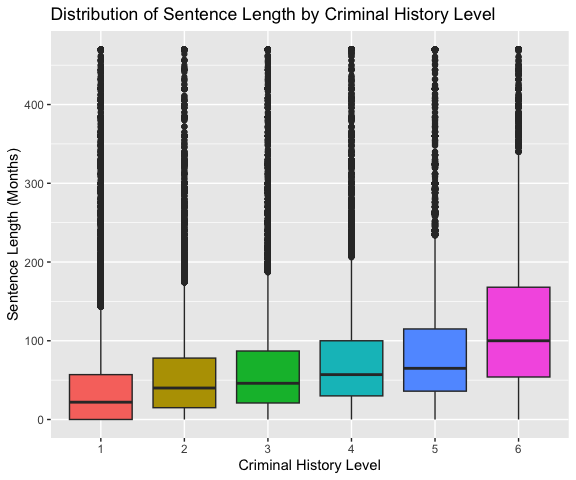 Distribution of Sentence Length by Criminal History Level
Sentence Length (Months)
400
300
200
100
0
1 2 3 4 5 6
Criminal History Level